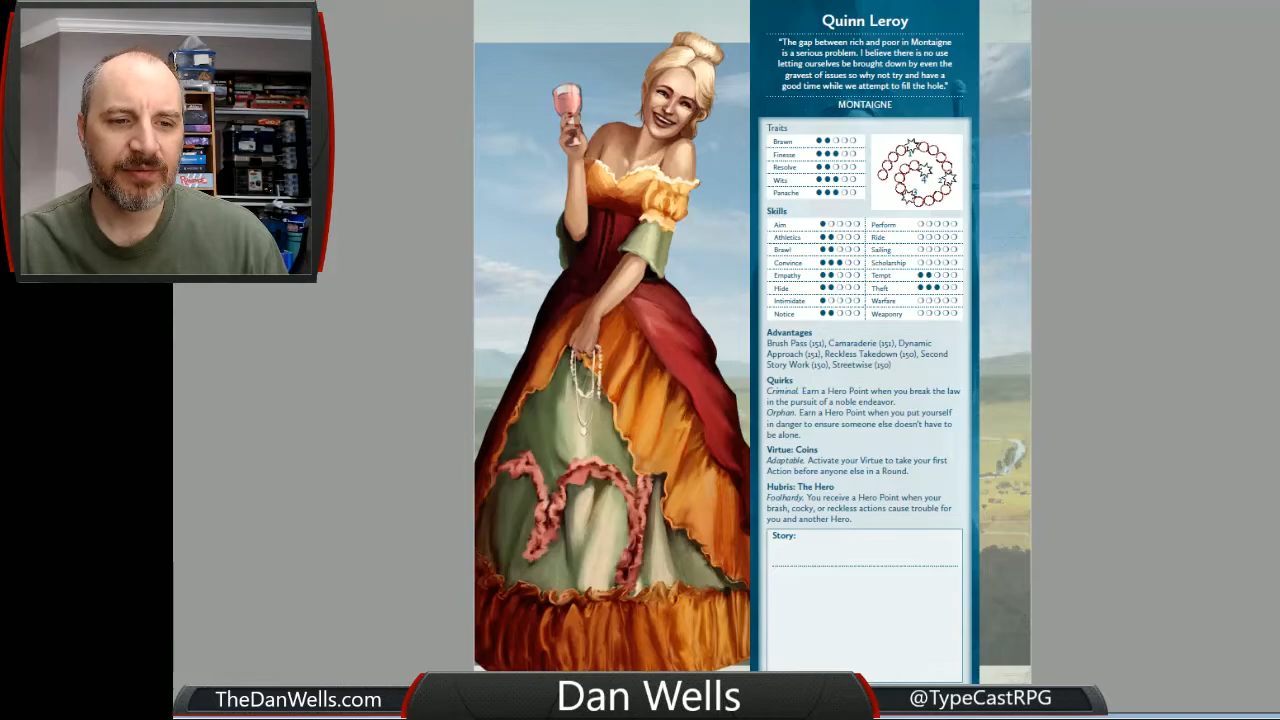 Quinn Leroy
"The gap between rich and poor in Montaigne
is a serious problem. I believe there is no use
letting ourselves be brought down by even the
gravest of issues so why not try and have a
good time while we attempt to fill the hole."
MONTAIGNE
Traits
Brawn
Finesse
Resolve
Wits
Panache
Skills
Aim
Athletics
Brawl
Convince
Empathy
Hide
Intimidate
Notice
Perform
Ride
Sailing
Scholarship
Tempt
Theft
Warfare
Weaponry
Advantages
Brush Pass (151), Camaraderie (151), Dynamic
Approach (151), Reckless Takedown (150), Second
Story Work (150), Streetwise (150)
Quirks
Criminal. Earn a Hero Point when you break the law
in the pursuit of a noble endeavor.
Orphan. Earn a Hero Point when you put yourself
in danger to ensure someone else doesn't have to
be alone.
Virtue: Coins
Adaptable. Activate your Virtue to take your first
Action before anyone else in a Round.
Hubris: The Hero
Foolhardy. You receive a Hero Point when your
brash, cocky, or reckless actions cause trouble for
you and another Hero.
Story:
TheDanWells.com
Dan Wells
@TypeCastRPG